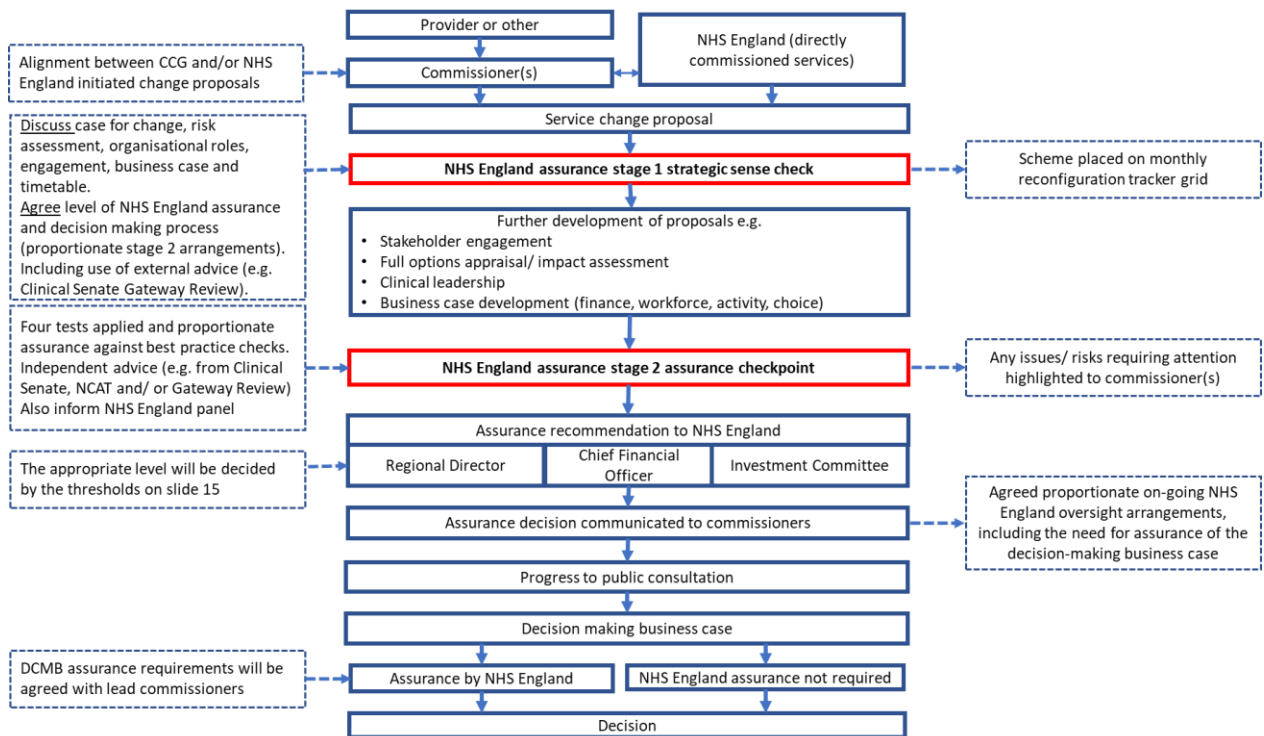 Provider or other
NHS England (directly
commissioned services)
Alignment between CCG and/or NHS
England initiated change proposals
Commissioner(s)
Service change proposal
Discuss case for change, risk
assessment, organisational roles,
engagement, business case and
timetable.
Agree level of NHS England assurance
and decision making process
(proportionate stage 2 arrangements).
Including use of external advice (e.g.
Clinical Senate Gateway Review).
NHS England assurance stage 1 strategic sense check
Scheme placed on monthly
reconfiguration tracker grid
Further development of proposals e.g.
• Stakeholder engagement
• Full options appraisal/ impact assessment
• Clinical leadership
• Business case development (finance, workforce, activity, choice)
Four tests applied and proportionate
assurance against best practice checks.
Independent advice (e.g. from Clinical
Senate, NCAT and/ or Gateway Review)
Also inform NHS England panel
NHS England assurance stage 2 assurance checkpoint
Any issues/ risks requiring attention
highlighted to commissioner(s)
Assurance recommendation to NHS England
Regional Director
Chief Financial
Officer
Investment Committee
The appropriate level will be decided
by the thresholds on slide 15
Assurance decision communicated to commissioners
Agreed proportionate on-going NHS
England oversight arrangements,
including the need for assurance of the
decision-making business case
Progress to public consultation
Decision making business case
DCMB assurance requirements will be
agreed with lead commissioners
Assurance by NHS England
NHS England assurance not required
Decision